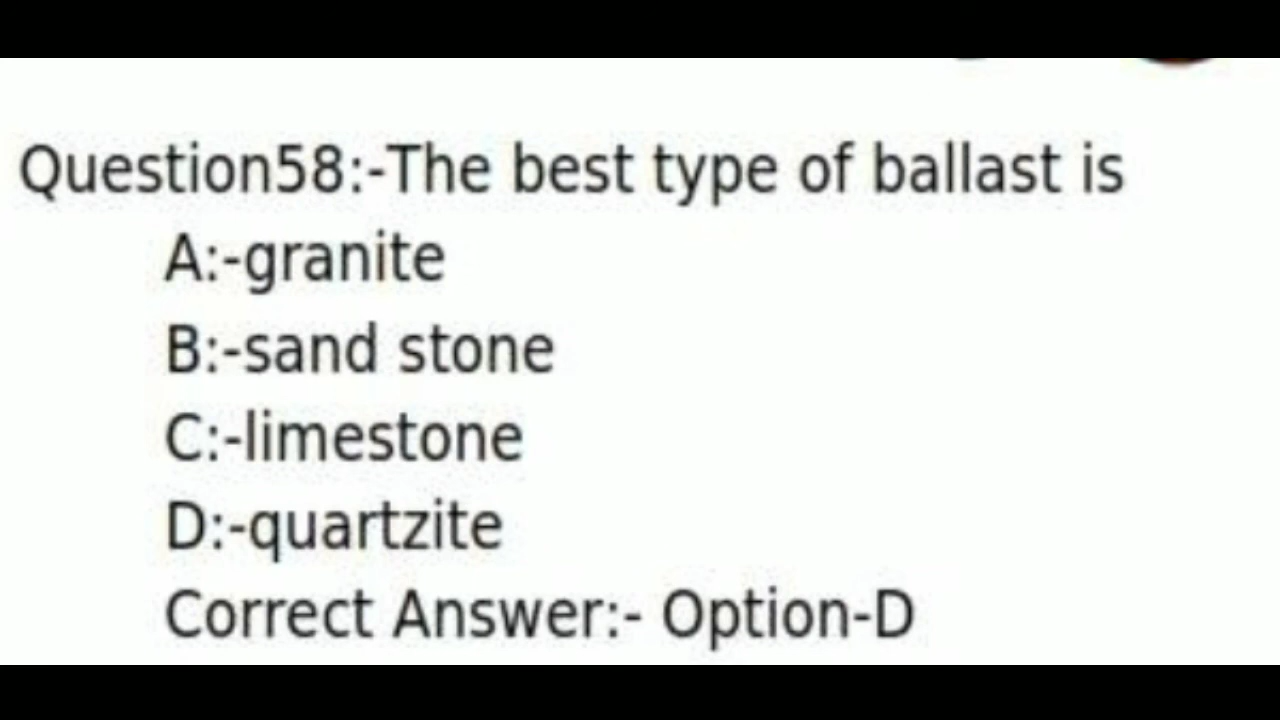 Question58:-The best type of ballast is
A:-granite
B:-sand stone
C:-limestone
D:-quartzite
Correct Answer:- Option-D